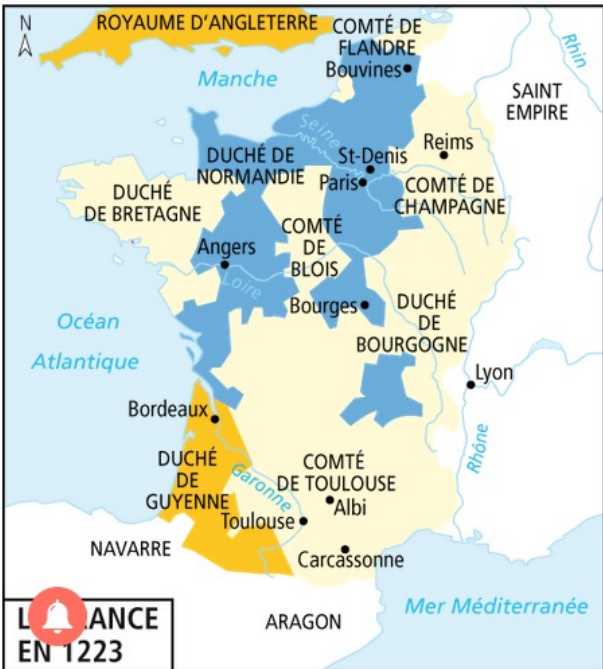 N
ROYAUME D'ANGLETERRE
COMTÉ DE
FLANDRE
Bouvines
Manche
Rhin
SAINT
EMPIRE
Seine
Reims
St-Denis
DUCHÉ DE
NORMANDIE
Paris
COMTÉ DE
CHAMPAGNE
DUCHÉ
DE BRETAGNE
COMTÉ
DE
BLOIS
Angers
Loire
Bourges
DUCHÉ
DE
BOURGOGNE
Océan
Atlantique
Lyon
Bordeaux
Rhône
DUCHÉ
DE
GUYENNE
Garonne
COMTÉ
DE TOULOUSE
Albi
Toulouse
NAVARRE
Carcassonne
ARAGON
Mer Méditerranée
EN 1223